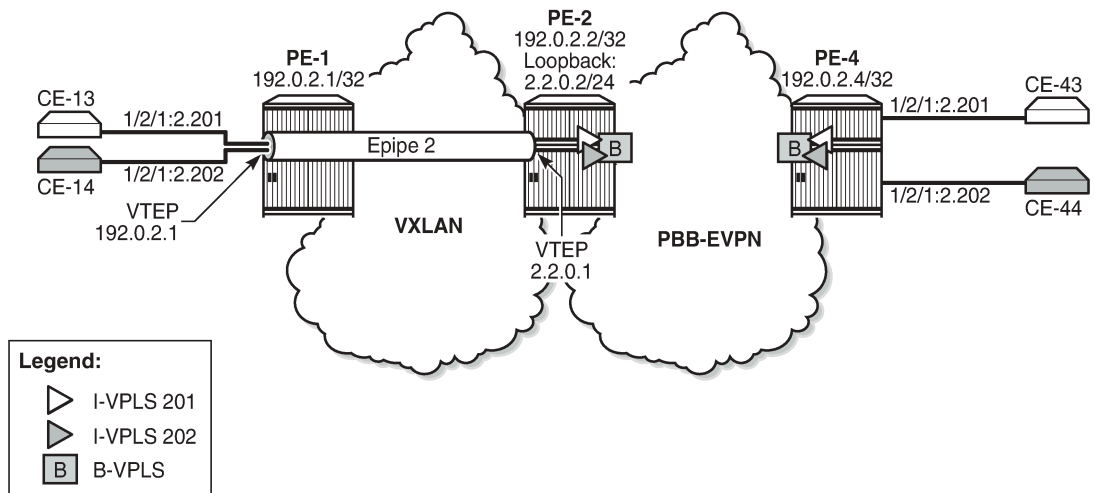 PE-2
192.0.2.2/32
Loopback:
2.2.0.2/24
PE-1
192.0.2.1/32
PE-4
192.0.2.4/32
CE-13
1/2/1:2.201
CE-14
1/2/1:2.202
VTEP
192.0.2.1
Epipe 2
B
VXLAN
VTEP
2.2.0.1
PBB-EVPN
B
1/2/1:2.201
CE-43
1/2/1:2.202
CE-44
Legend:
I-VPLS 201
I-VPLS 202
B B-VPLS